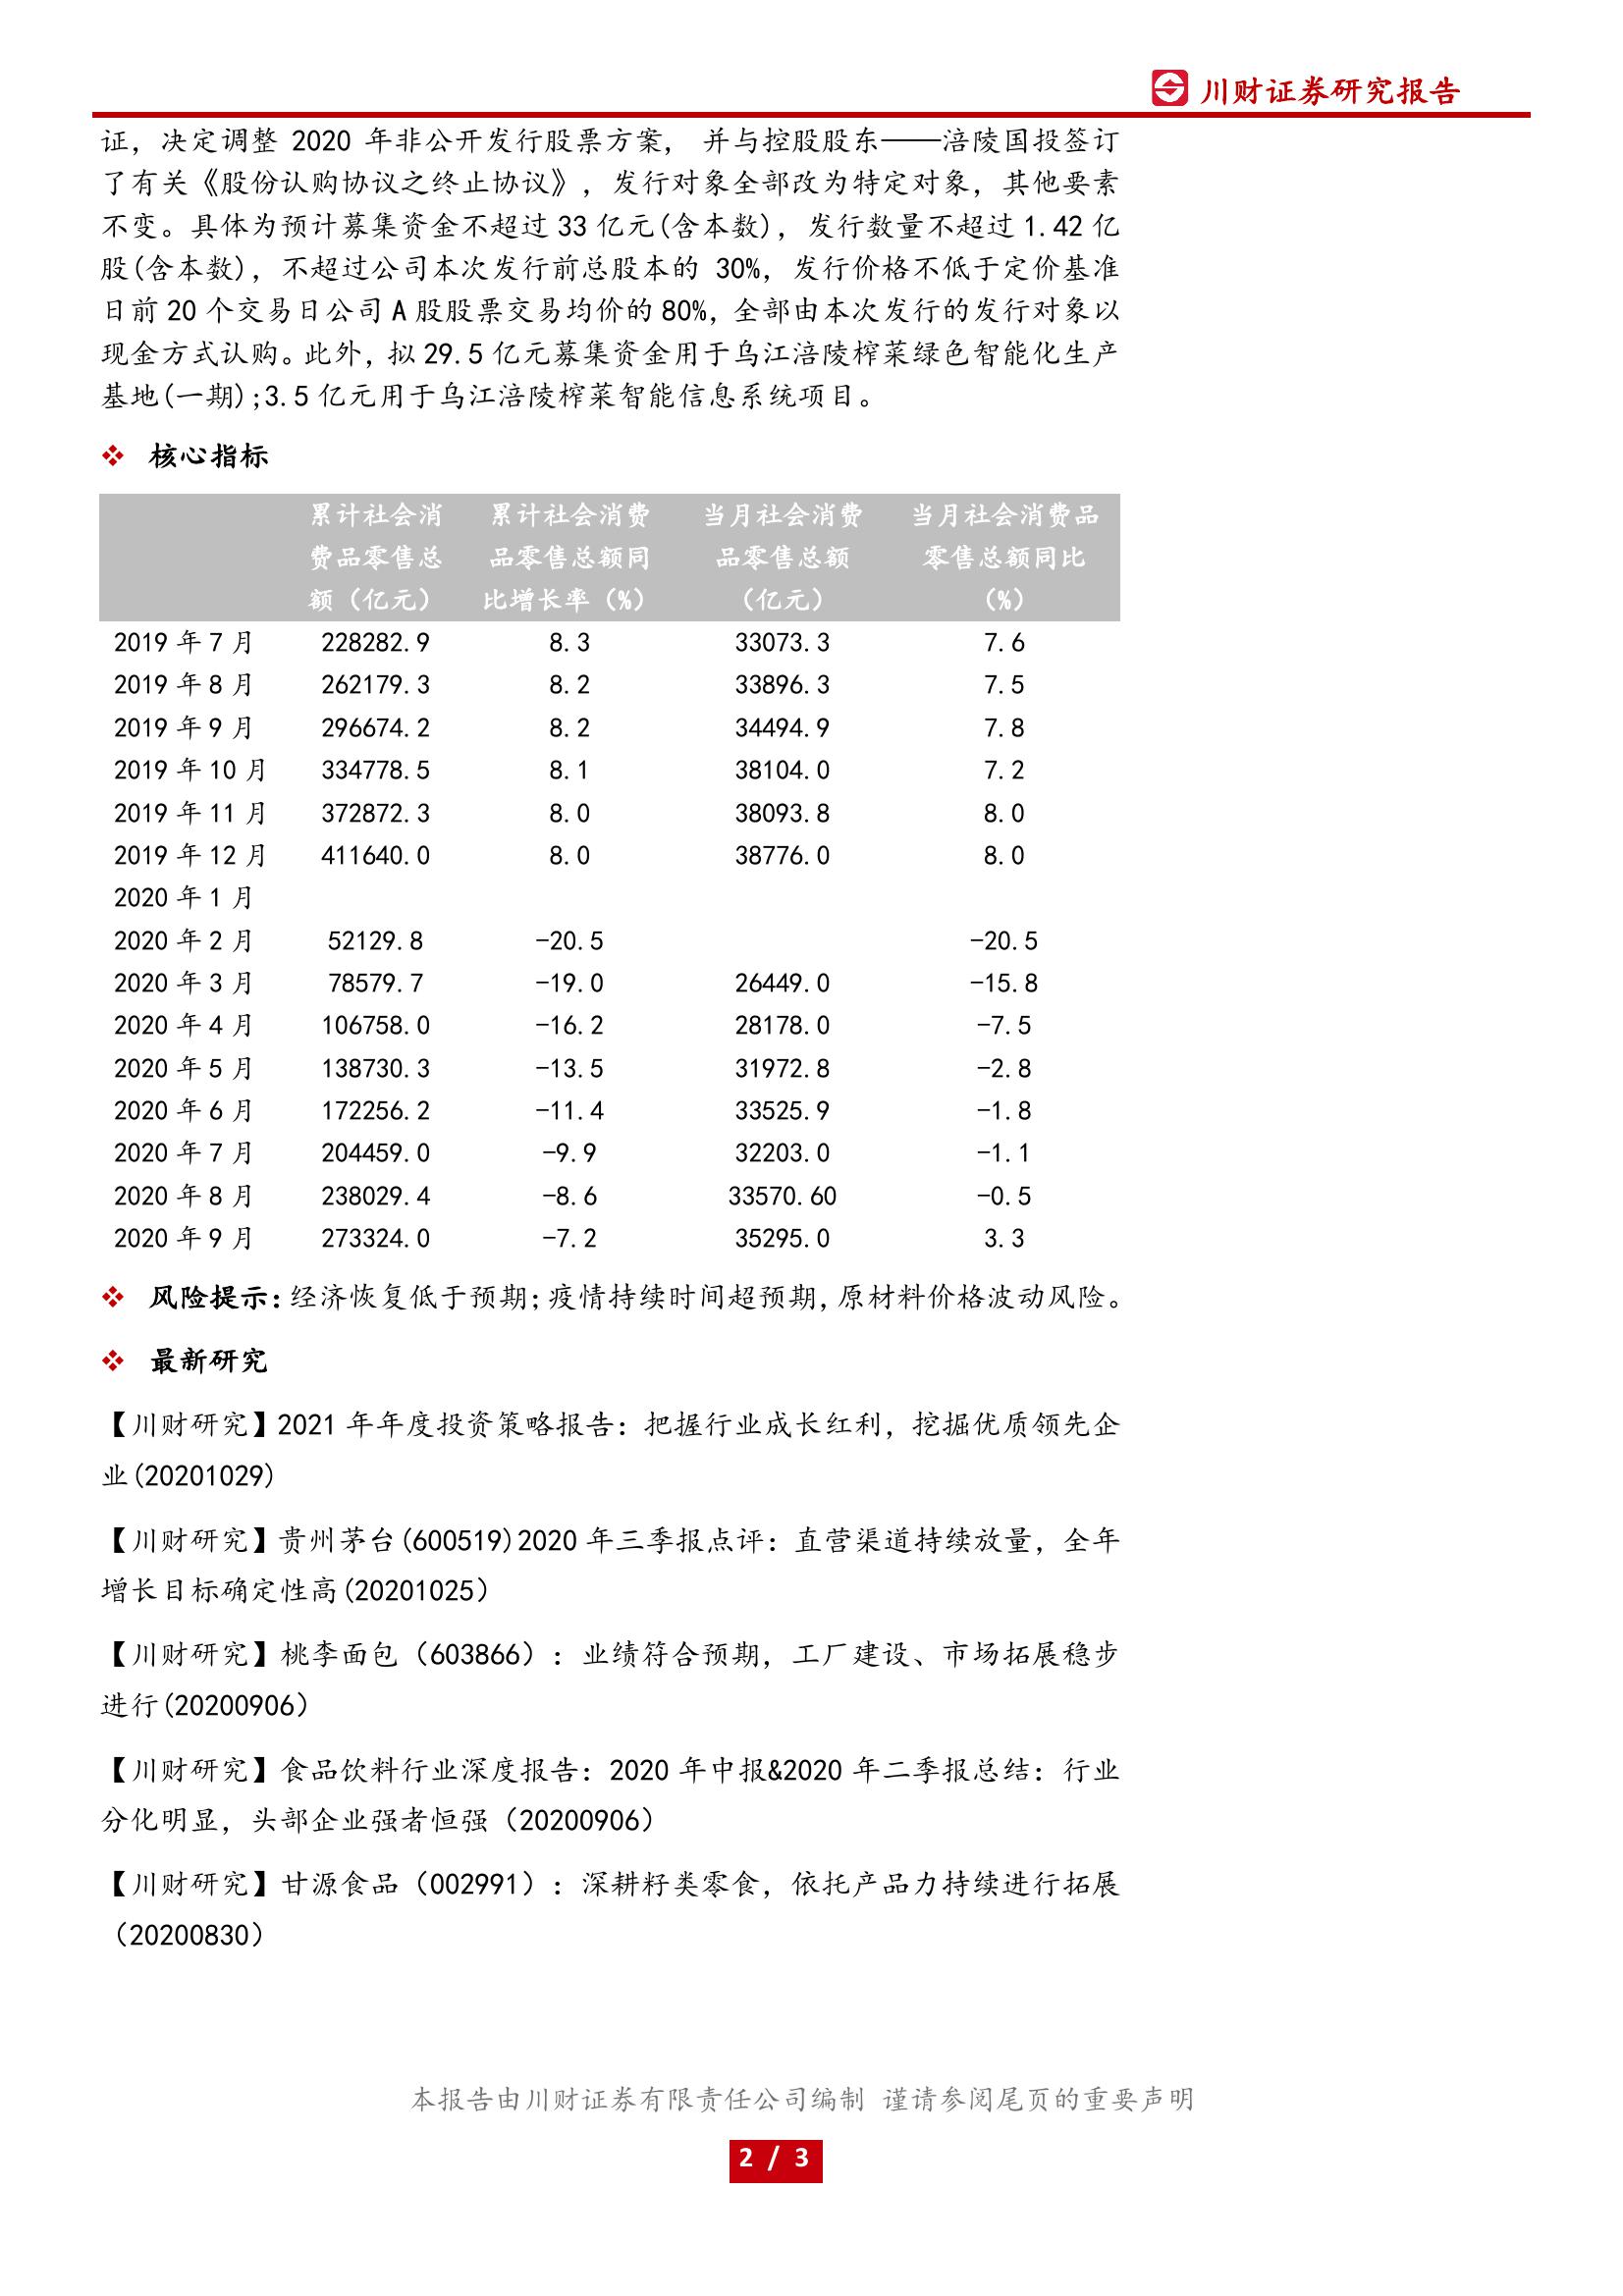 川财证券研究报告
证，决定调整 2020 年非公开发行股票方案， 并与控股股东——涪陵国投签订
了有关《股份认购协议之终止协议》，发行对象全部改为特定对象，其他要素
不变。具体为预计募集资金不超过 33 亿元(含本数)，发行数量不超过 1.42 亿
股(含本数)，不超过公司本次发行前总股本的 30%，发行价格不低于定价基准
日前 20 个交易日公司 A 股股票交易均价的 80%，全部由本次发行的发行对象以
现金方式认购。此外，拟 29.5 亿元募集资金用于乌江涪陵榨菜绿色智能化生产
基地(一期);3.5 亿元用于乌江涪陵榨菜智能信息系统项目。
❖ 核心指标
累计社会消 累计社会消费 当月社会消费 当月社会消费品
费品零售总 品零售总额同 品零售总额 零售总额同比
额（亿元） 比增长率（%） （亿元） （%）
2019 年 7 月 228282.9 8.3 33073.3 7.6
2019 年 8 月 262179.3 8.2 33896.3 7.5
2019 年 9 月 296674.2 8.2 34494.9 7.8
2019 年 10 月 334778.5 8.1 38104.0 7.2
2019 年 11 月 372872.3 8.0 38093.8 8.0
2019 年 12 月 411640.0 8.0 38776.0 8.0
2020 年 1 月
2020 年 2 月 52129.8 -20.5 -20.5
2020 年 3 月 78579.7 -19.0 26449.0 -15.8
2020 年 4 月 106758.0 -16.2 28178.0 -7.5
2020 年 5 月 138730.3 -13.5 31972.8 -2.8
2020 年 6 月 172256.2 -11.4 33525.9 -1.8
2020 年 7 月 204459.0 -9.9 32203.0 -1.1
2020 年 8 月 238029.4 -8.6 33570.60 -0.5
2020 年 9 月 273324.0 -7.2 35295.0 3.3
❖ 风险提示：经济恢复低于预期；疫情持续时间超预期，原材料价格波动风险。
❖ 最新研究
【川财研究】2021 年年度投资策略报告：把握行业成长红利，挖掘优质领先企
业(20201029)
【川财研究】贵州茅台(600519)2020 年三季报点评：直营渠道持续放量，全年
增长目标确定性高(20201025）
【川财研究】桃李面包（603866）：业绩符合预期，工厂建设、市场拓展稳步
进行(20200906）
【川财研究】食品饮料行业深度报告：2020 年中报&2020 年二季报总结：行业
分化明显，头部企业强者恒强（20200906）
【川财研究】甘源食品（002991）：深耕籽类零食，依托产品力持续进行拓展
（20200830）
本报告由川财证券有限责任公司编制 谨请参阅尾页的重要声明
2 / 3